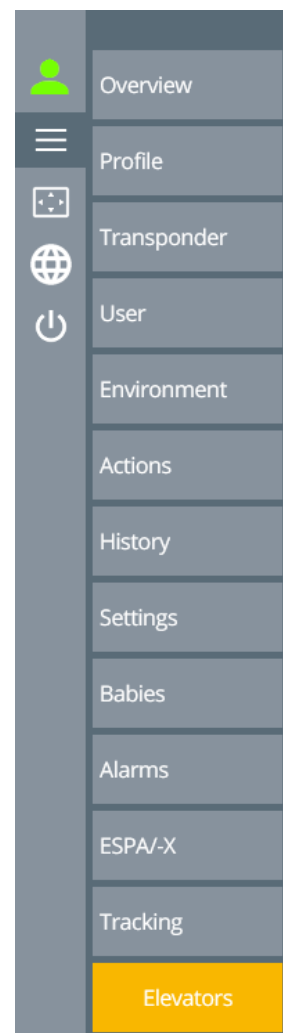 Overview
Profile
Transponder
User
Environment
Actions
History
Settings
Babies
Alarms
ESPA/-X
Tracking
Elevators